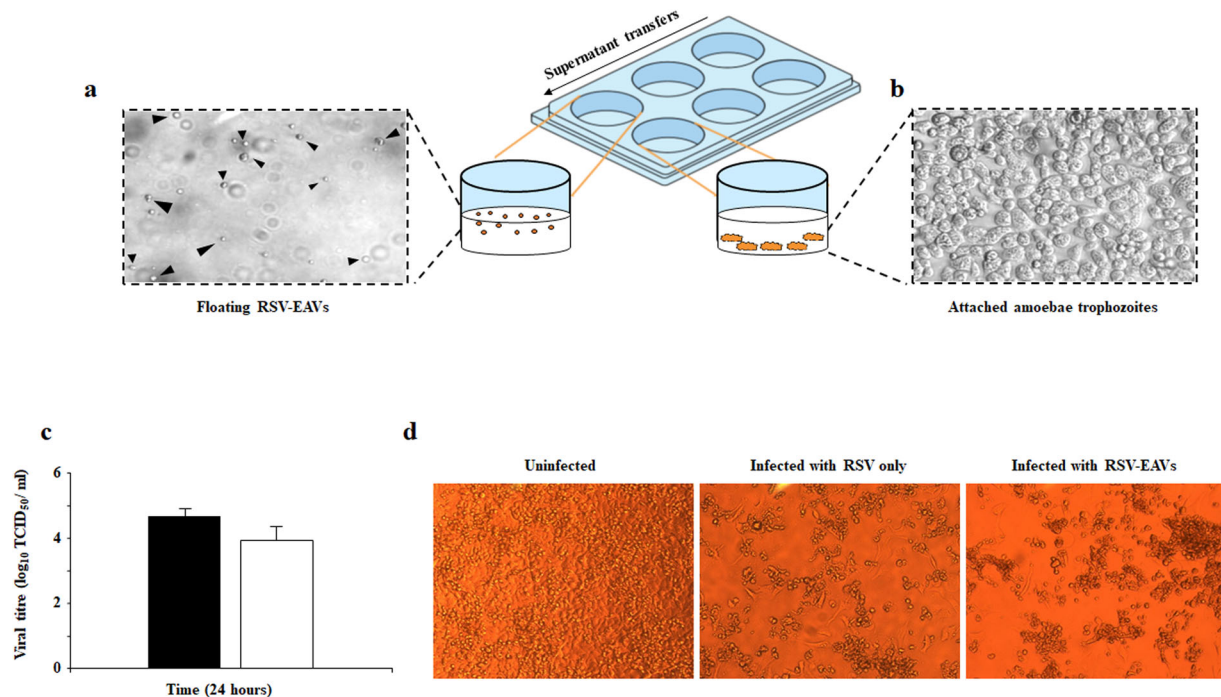 Supernatant transfers
a
b
Floating RSV-EAVs
Attached amoebae trophozoites
c
d
Uninfected
Infected with RSV only
Infected with RSV-EAVs
Viral titre (log₁₀ TCID₅₀/ ml)
6
4
2
0
Time (24 hours)